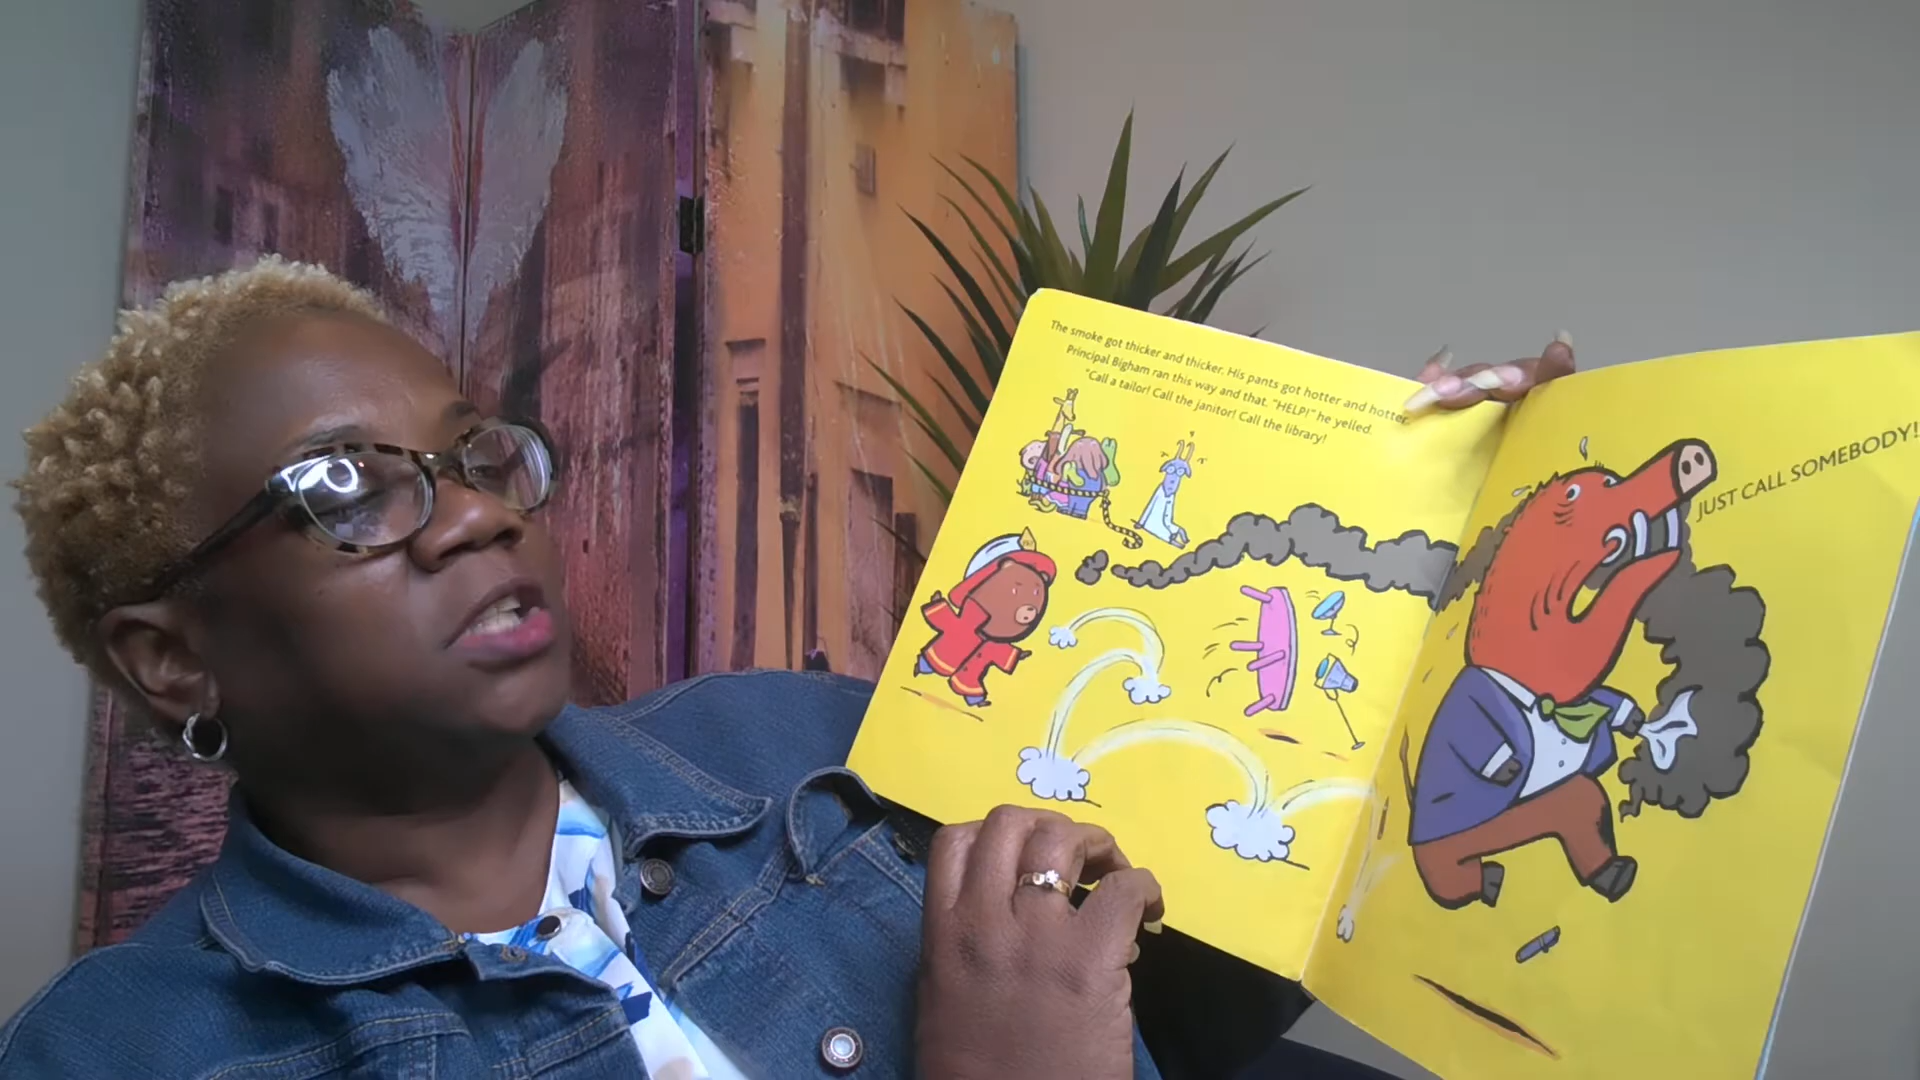 The smoke got thicker and thicker. His pants got hotter and hotter.
Principal Bigham ran this way and that. "HELP!" he yelled.
"Call a tailor! Call the janitor! Call the library!
JUST CALL SOMEBODY!